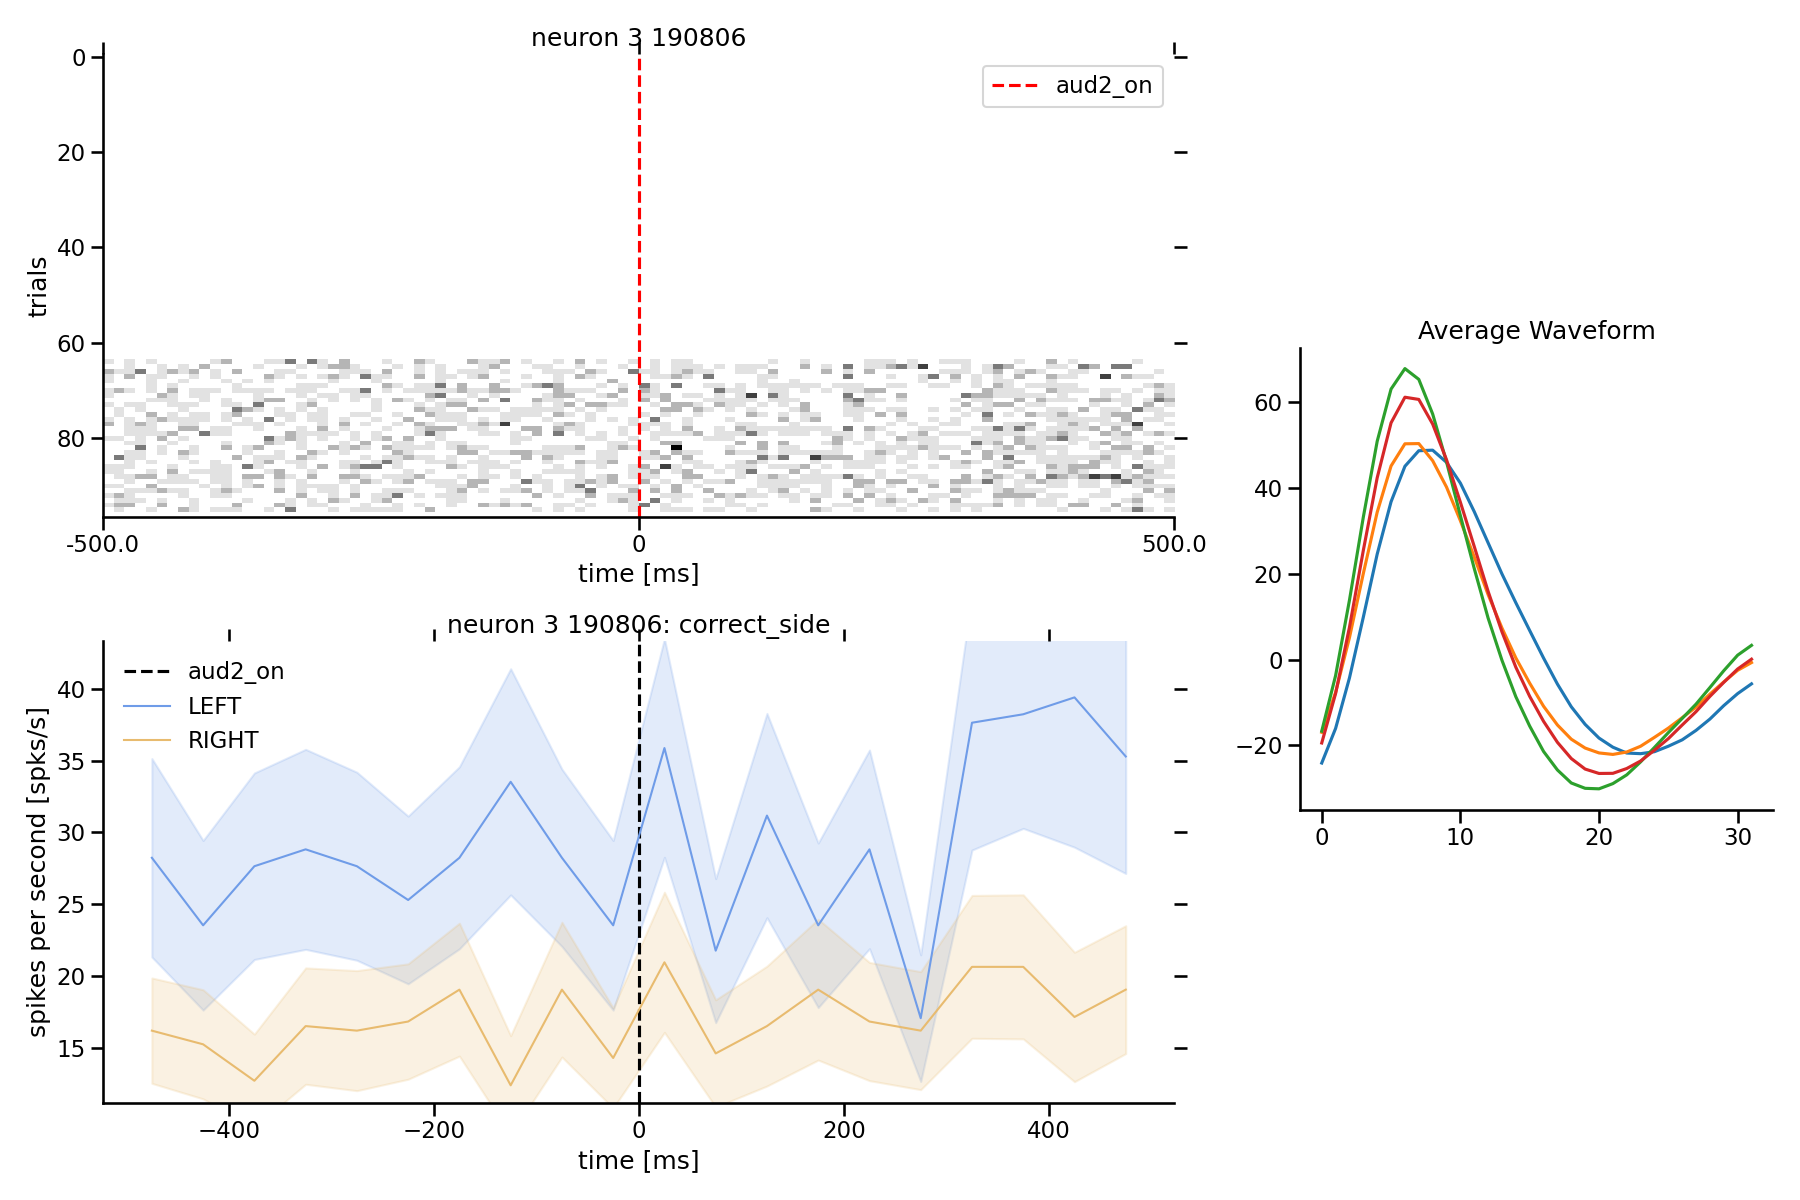 neuron 3 190806
0
20
40
60
80
trials
aud2_on
-500.0
0
500.0
time [ms]
neuron 3 190806: correct_side
aud2_on
LEFT
RIGHT
40
35
30
25
20
15
spikes per second [spks/s]
−400
−200
0
200
400
time [ms]
Average Waveform
60
40
20
0
−20
0
10
20
30